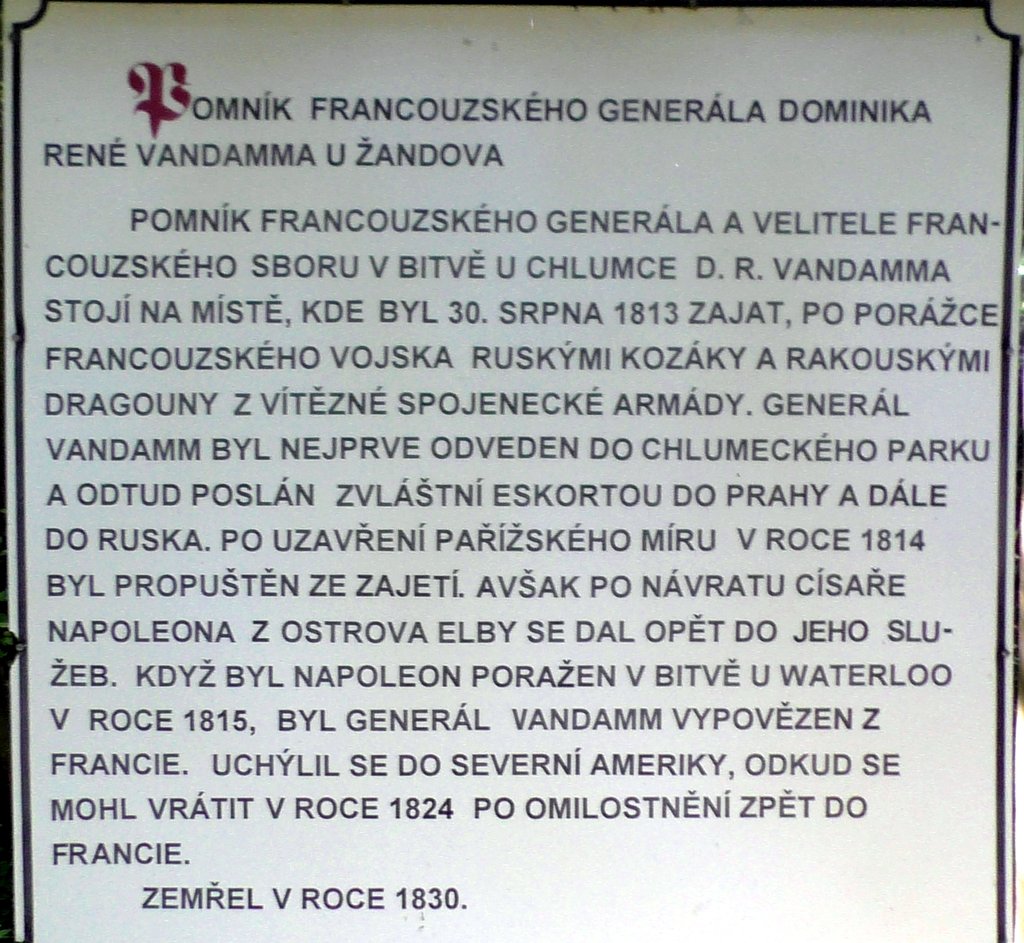 POMNÍK FRANCOUZSKÉHO GENERÁLA DOMINIKA
RENÉ VANDAMMA U ŽANDOVA
POMNÍK FRANCOUZSKÉHO GENERÁLA A VELITELE FRAN-
COUZSKÉHO SBORU V BITVĚ U CHLUMCE D. R. VANDAMMA
STOJÍ NA MÍSTĚ, KDE BYL 30. SRPNA 1813 ZAJAT, PO PORÁŽCE
FRANCOUZSKÉHO VOJSKA RUSKÝMI KOZÁKY A RAKOUSKÝMI
DRAGOUNY Z VÍTĚZNÉ SPOJENECKÉ ARMÁDY. GENERÁL
VANDAMM BYL NEJPRVE ODVEDEN DO CHLUMECKÉHO PARKU
A ODTUD POSLÁN ZVLÁŠTNÍ ESKORTOU DO PRAHY A DÁLE
DO RUSKA. PO UZAVŘENÍ PAŘÍŽSKÉHO MÍRU V ROCE 1814
BYL PROPUŠTĚN ZE ZAJETÍ. AVŠAK PO NÁVRATU CÍSAŘE
NAPOLEONA Z OSTROVA ELBY SE DAL OPĚT DO JEHO SLU-
ŽEB. KDYŽ BYL NAPOLEON PORAŽEN V BITVĚ U WATERLOO
V ROCE 1815, BYL GENERÁL VANDAMM VYPOVĚZEN Z
FRANCIE. UCHÝLIL SE DO SEVERNÍ AMERIKY, ODKUD SE
MOHL VRÁTIT V ROCE 1824 PO OMILOSTNĚNÍ ZPĚT DO
FRANCIE.
ZEMŘEL V ROCE 1830.